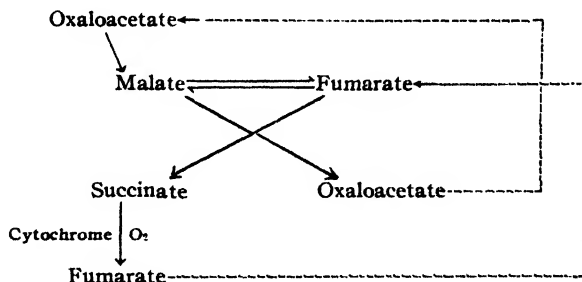 Oxaloacetate
Malate Fumarate
Succinate Oxaloacetate
Cytochrome O₂
Fumarate